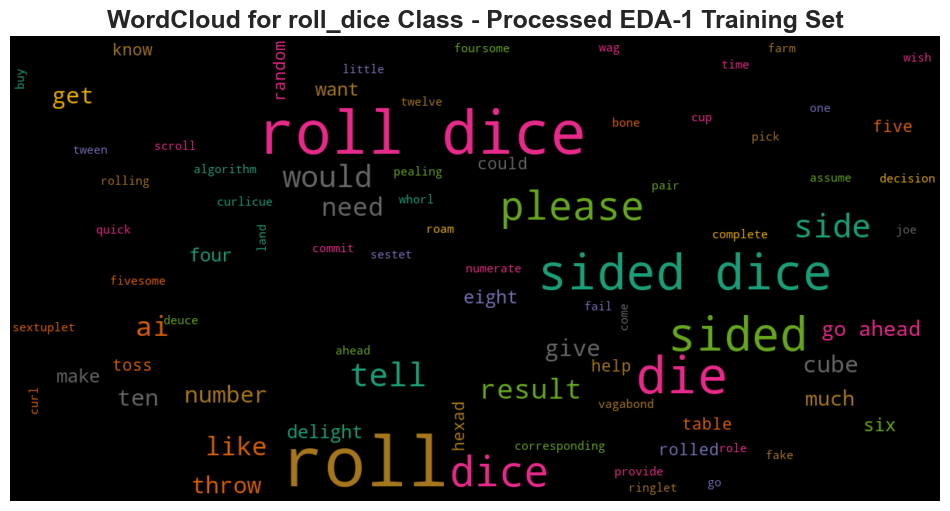 WordCloud for roll_dice Class - Processed EDA-1 Training Set
know
foursome
wag
farm
wish
time
buy
random
little
get
want
twelve
roll dice
bone
cup
one
five
pick
tween
scroll
algorithm
would
pealing
could
rolling
curlicue
need
whorl
please
pair
assume
decision
quick
land
commit
roam
side
joe
complete
four
sestet
numerate
sided dice
fivesome
eight
fail
come
sextuplet
ai
deuce
sided
go ahead
ahead
give
toss
make
tell
help
die
cube
curl
ten
number
result
vagabond
much
hexad
table
six
delight
like
roll
corresponding
rolled
role
fake
throw
dice
provide
ringlet
go